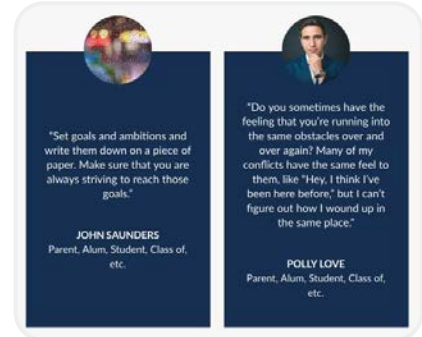 "Set goals and ambitions and
write them down on a piece of
paper. Make sure that you are
always striving to reach those
goals."
JOHN SAUNDERS
Parent, Alum, Student, Class of,
etc.
"Do you sometimes have the
feeling that you're running into
the same obstacles over and
over again? Many of my
conflicts have the same feel to
them, like "Hey, I think I've
been here before," but I can't
figure out how I wound up in
the same place."
POLLY LOVE
Parent, Alum, Student, Class of,
etc.